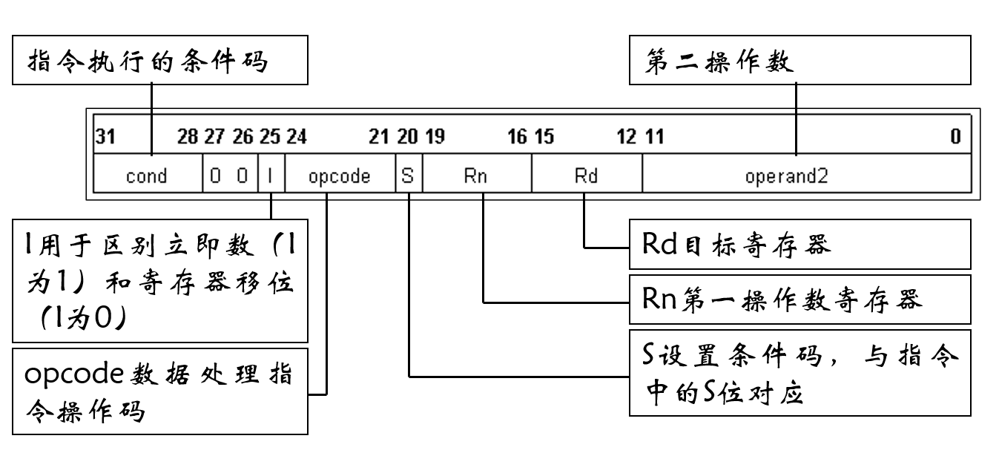 指令执行的条件码
第二操作数
31 28 27 26 25 24 21 20 19 16 15 12 11 0
cond 0 0 I opcode S Rn Rd operand2
I用于区别立即数（I
为1）和寄存器移位
（I为0）
opcode数据处理指
令操作码
Rd目标寄存器
Rn第一操作数寄存器
S设置条件码，与指令
中的S位对应